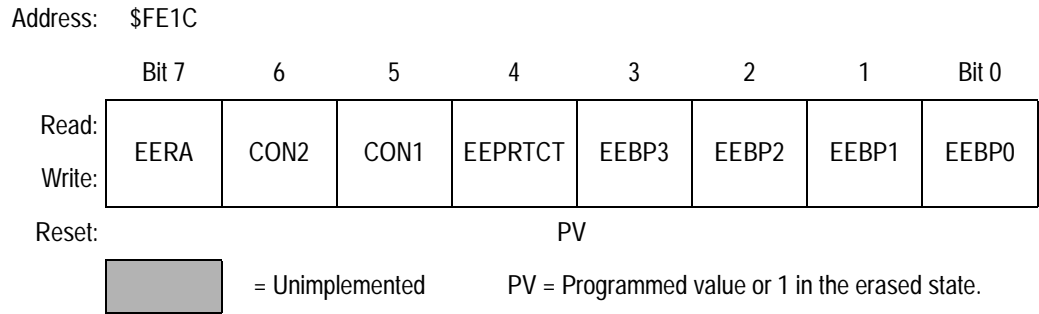 Address: $FE1C
Bit 7 6 5 4 3 2 1 Bit 0
Read:
EERA CON2 CON1 EEPRTCT EEBP3 EEBP2 EEBP1 EEBP0
Write:
Reset: PV
= Unimplemented PV = Programmed value or 1 in the erased state.